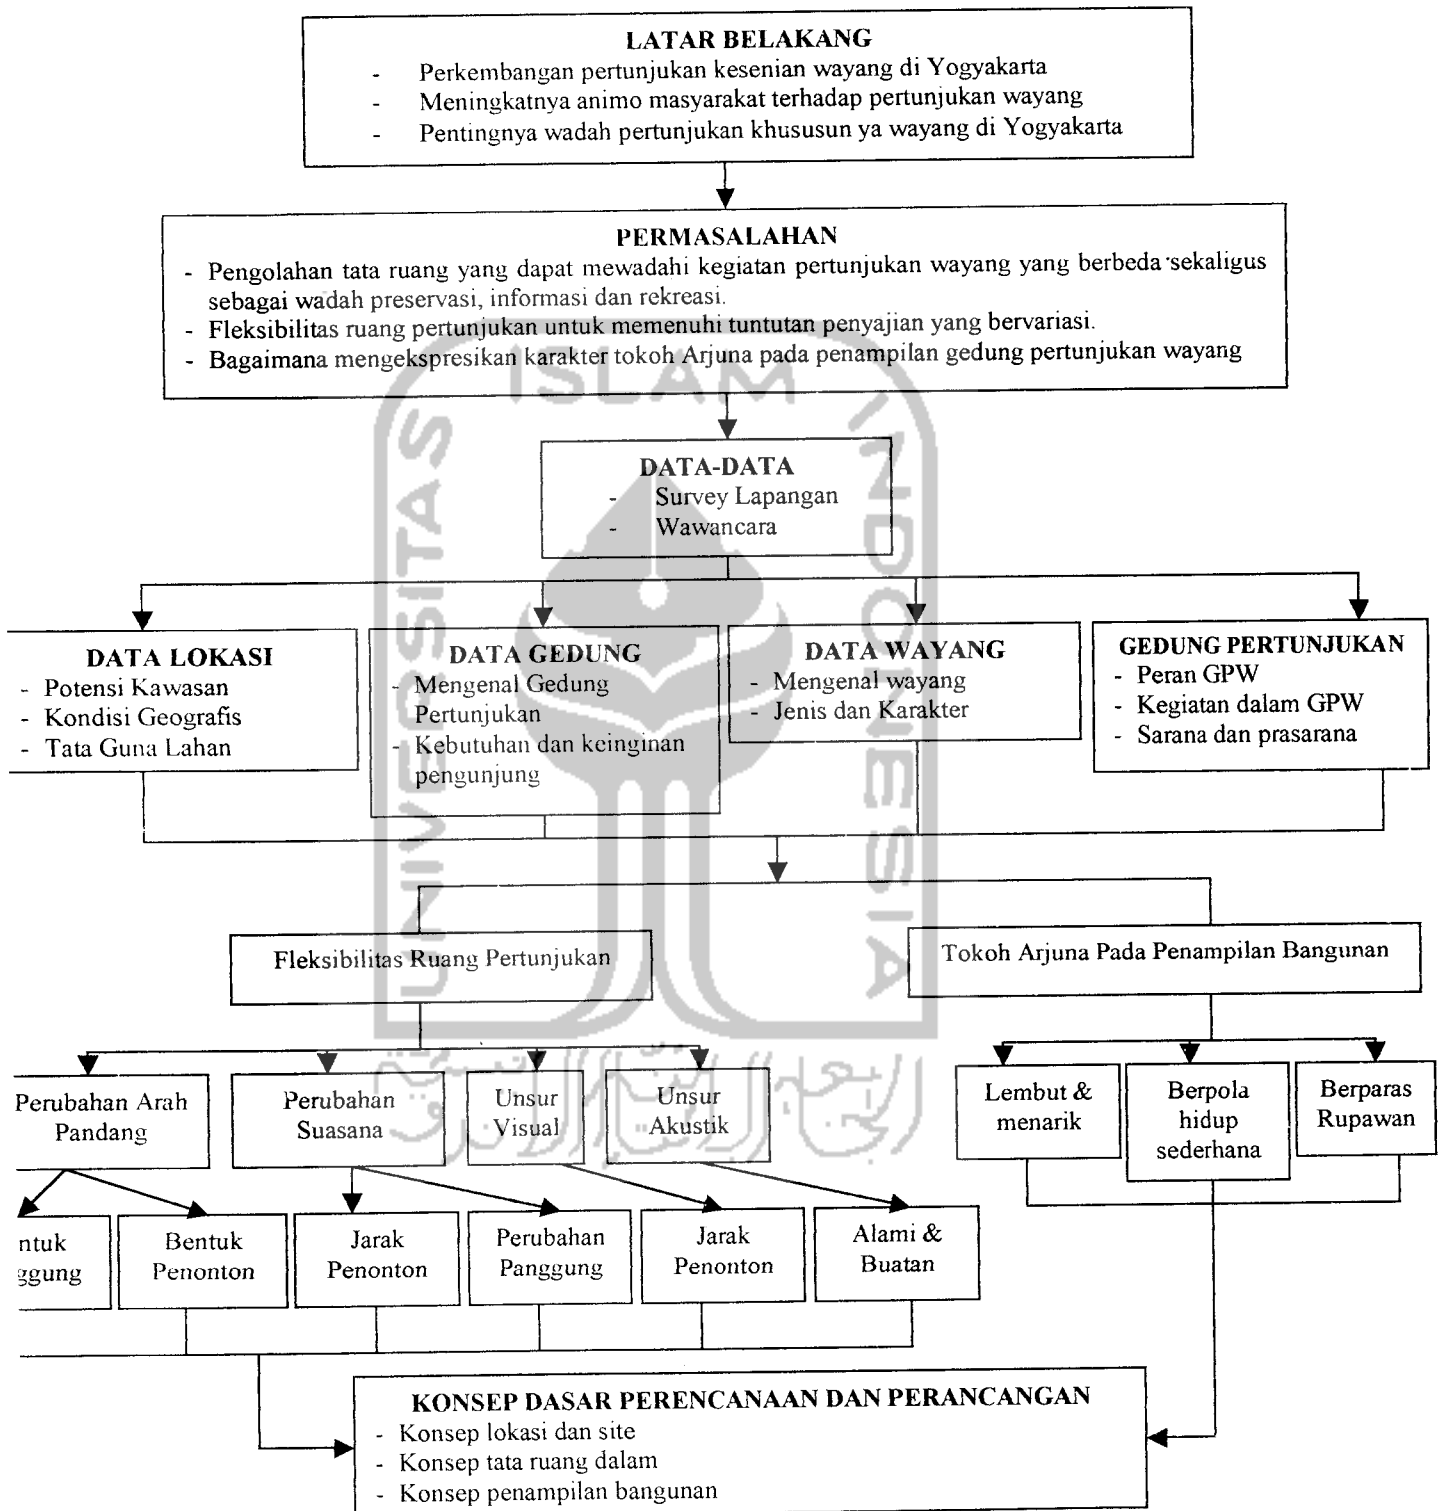 LATAR BELAKANG
- Perkembangan pertunjukan kesenian wayang di Yogyakarta
- Meningkatnya animo masyarakat terhadap pertunjukan wayang
- Pentingnya wadah pertunjukan khususun ya wayang di Yogyakarta
PERMASALAHAN
- Pengolahan tata ruang yang dapat mewadahi kegiatan pertunjukan wayang yang berbeda sekaligus
sebagai wadah preservasi, informasi dan rekreasi.
- Fleksibilitas ruang pertunjukan untuk memenuhi tuntutan penyajian yang bervariasi.
- Bagaimana mengekspresikan karakter tokoh Arjuna pada penampilan gedung pertunjukan wayang
DATA-DATA
- Survey Lapangan
- Wawancara
DATA LOKASI
- Potensi Kawasan
- Kondisi Geografis
- Tata Guna Lahan
DATA GEDUNG
- Mengenal Gedung
Pertunjukan
- Kebutuhan dan keinginan
pengunjung
DATA WAYANG
- Mengenal wayang
- Jenis dan Karakter
GEDUNG PERTUNJUKAN
- Peran GPW
- Kegiatan dalam GPW
- Sarana dan prasarana
Fleksibilitas Ruang Pertunjukan
Tokoh Arjuna Pada Penampilan Bangunan
Perubahan Arah
Pandang
Perubahan
Suasana
Unsur
Visual
Unsur
Akustik
Lembut &
menarik
Berpola
hidup
sederhana
Berparas
Rupawan
ntuk
ggung
Bentuk
Penonton
Jarak
Penonton
Perubahan
Panggung
Jarak
Penonton
Alami &
Buatan
KONSEP DASAR PERENCANAAN DAN PERANCANGAN
- Konsep lokasi dan site
- Konsep tata ruang dalam
- Konsep penampilan bangunan
UNIVERSITAS
ISLAM
INDONESIA